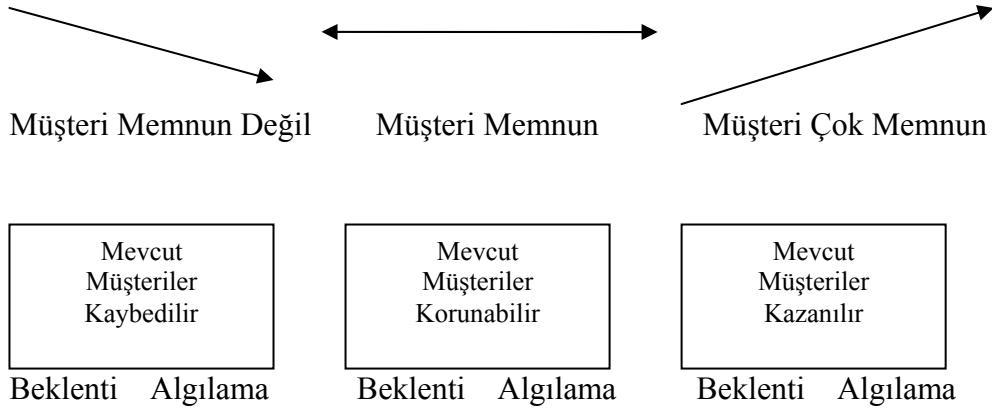 Müşteri Memnun Değil Müşteri Memnun Müşteri Çok Memnun
Mevcut
Müşteriler
Kaybedilir
Mevcut
Müşteriler
Korunabilir
Mevcut
Müşteriler
Kazanılır
Beklenti Algılama Beklenti Algılama Beklenti Algılama